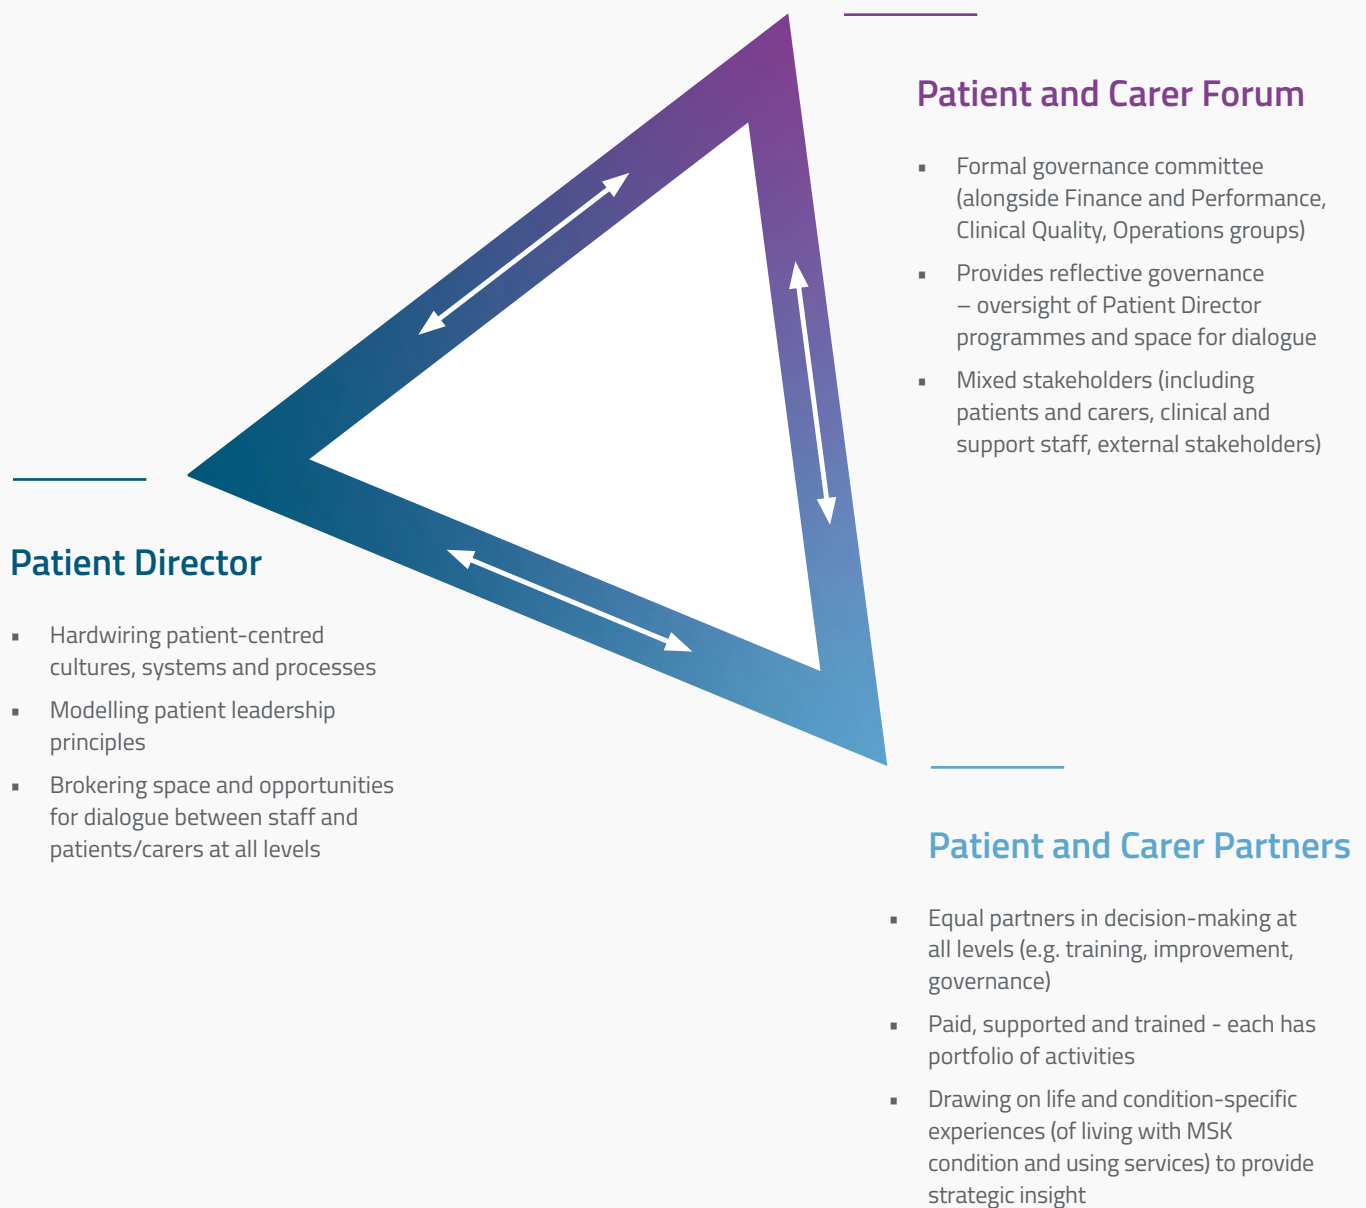 Patient and Carer Forum
▪ Formal governance committee
(alongside Finance and Performance,
Clinical Quality, Operations groups)
▪ Provides reflective governance
– oversight of Patient Director
programmes and space for dialogue
▪ Mixed stakeholders (including
patients and carers, clinical and
support staff, external stakeholders)
Patient Director
▪ Hardwiring patient-centred
cultures, systems and processes
▪ Modelling patient leadership
principles
▪ Brokering space and opportunities
for dialogue between staff and
patients/carers at all levels
Patient and Carer Partners
▪ Equal partners in decision-making at
all levels (e.g. training, improvement,
governance)
▪ Paid, supported and trained - each has
portfolio of activities
▪ Drawing on life and condition-specific
experiences (of living with MSK
condition and using services) to provide
strategic insight